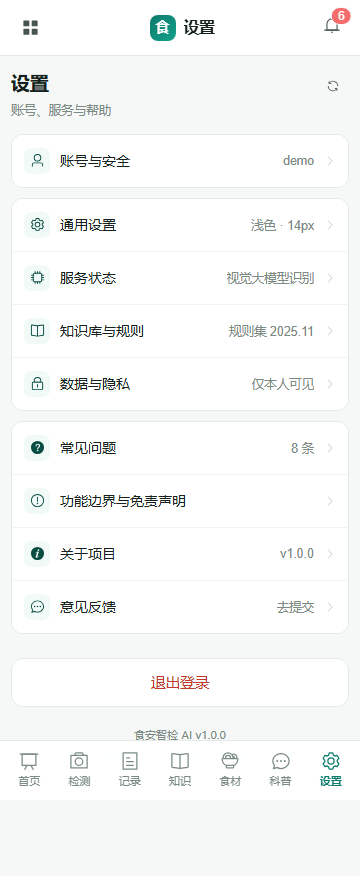 食 设置
6
设置
账号、服务与帮助
账号与安全 demo
通用设置 浅色 · 14px
服务状态 视觉大模型识别
知识库与规则 规则集 2025.11
数据与隐私 仅本人可见
常见问题 8 条
功能边界与免责声明
关于项目 v1.0.0
意见反馈 去提交
退出登录
食安智检 AI v1.0.0
首页 检测 记录 知识 食材 科普 设置